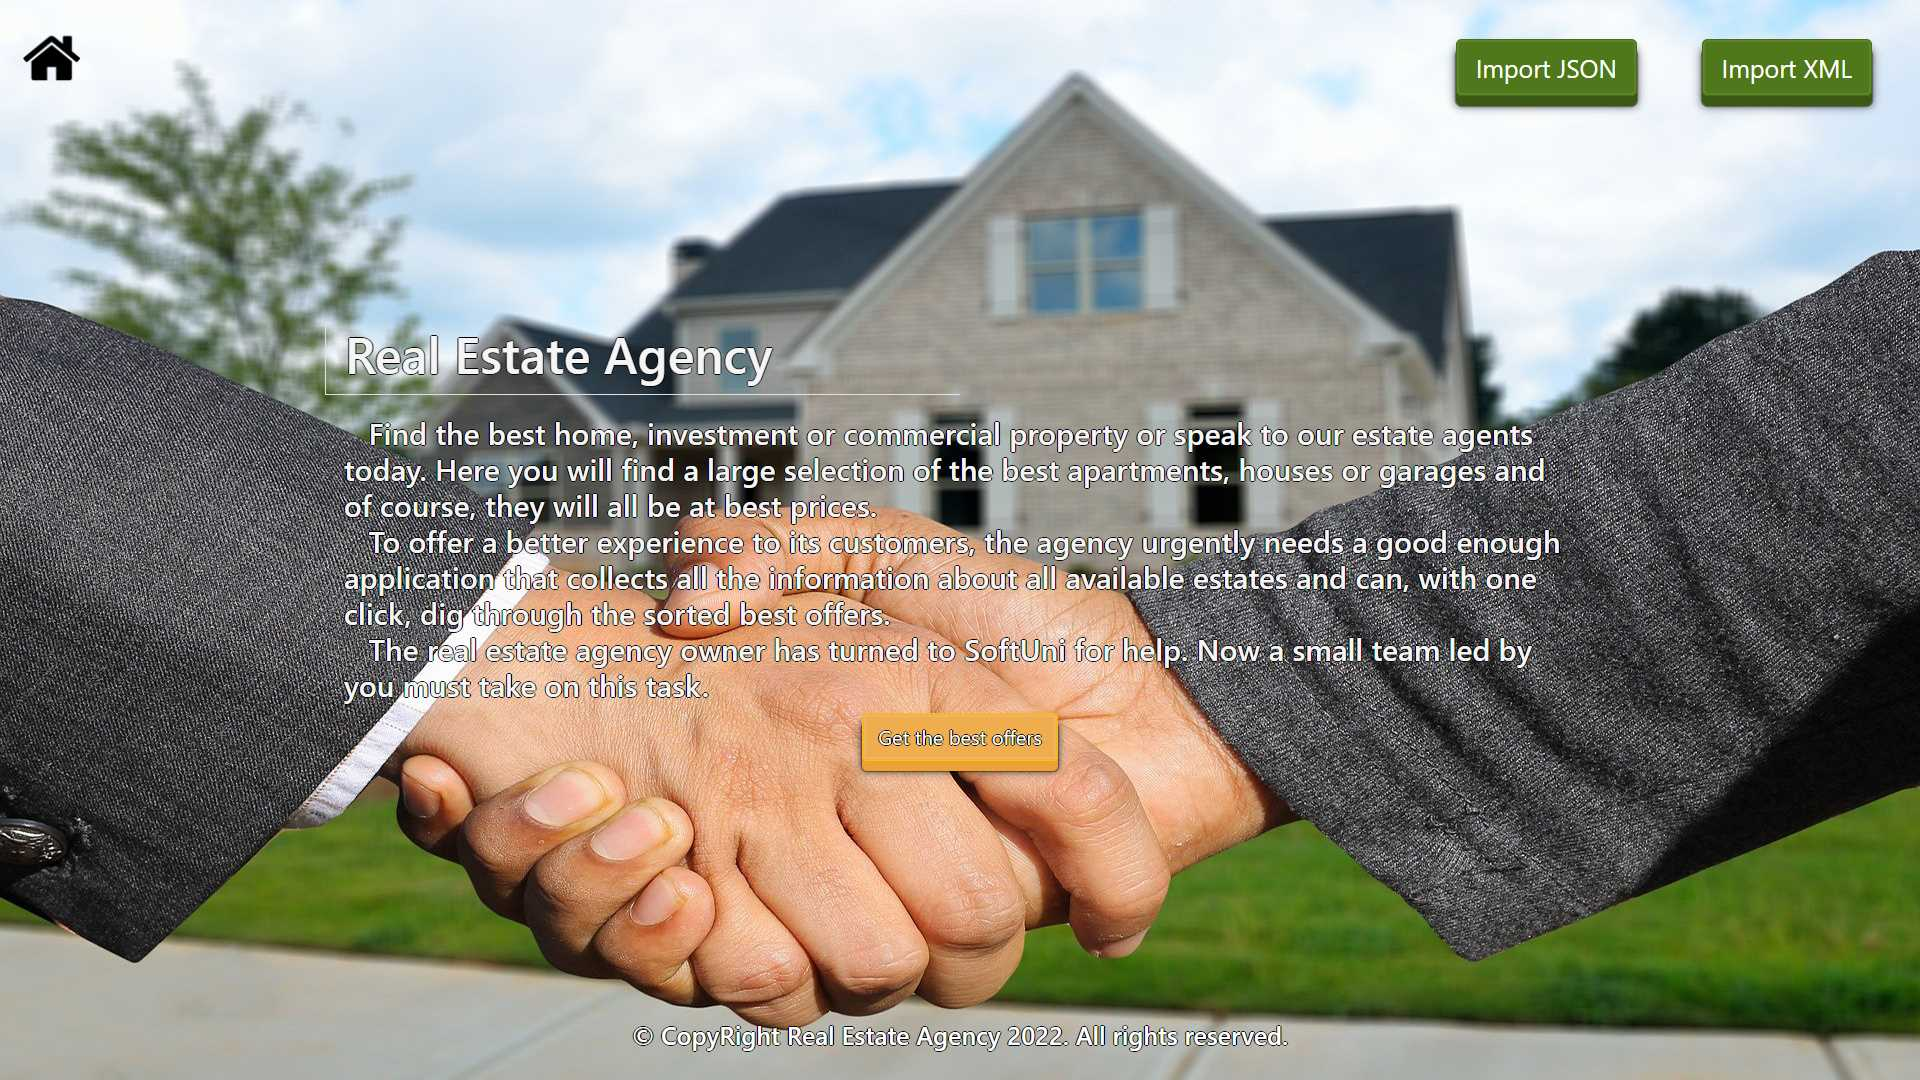 Import JSON
Import XML
Real Estate Agency
Find the best home, investment or commercial property or speak to our estate agents
today. Here you will find a large selection of the best apartments, houses or garages and
of course, they will all be at best prices.
To offer a better experience to its customers, the agency urgently needs a good enough
application that collects all the information about all available estates and can, with one
click, dig through the sorted best offers.
The real estate agency owner has turned to SoftUni for help. Now a small team led by
you must take on this task.
Get the best offers
© CopyRight Real Estate Agency 2022. All rights reserved.